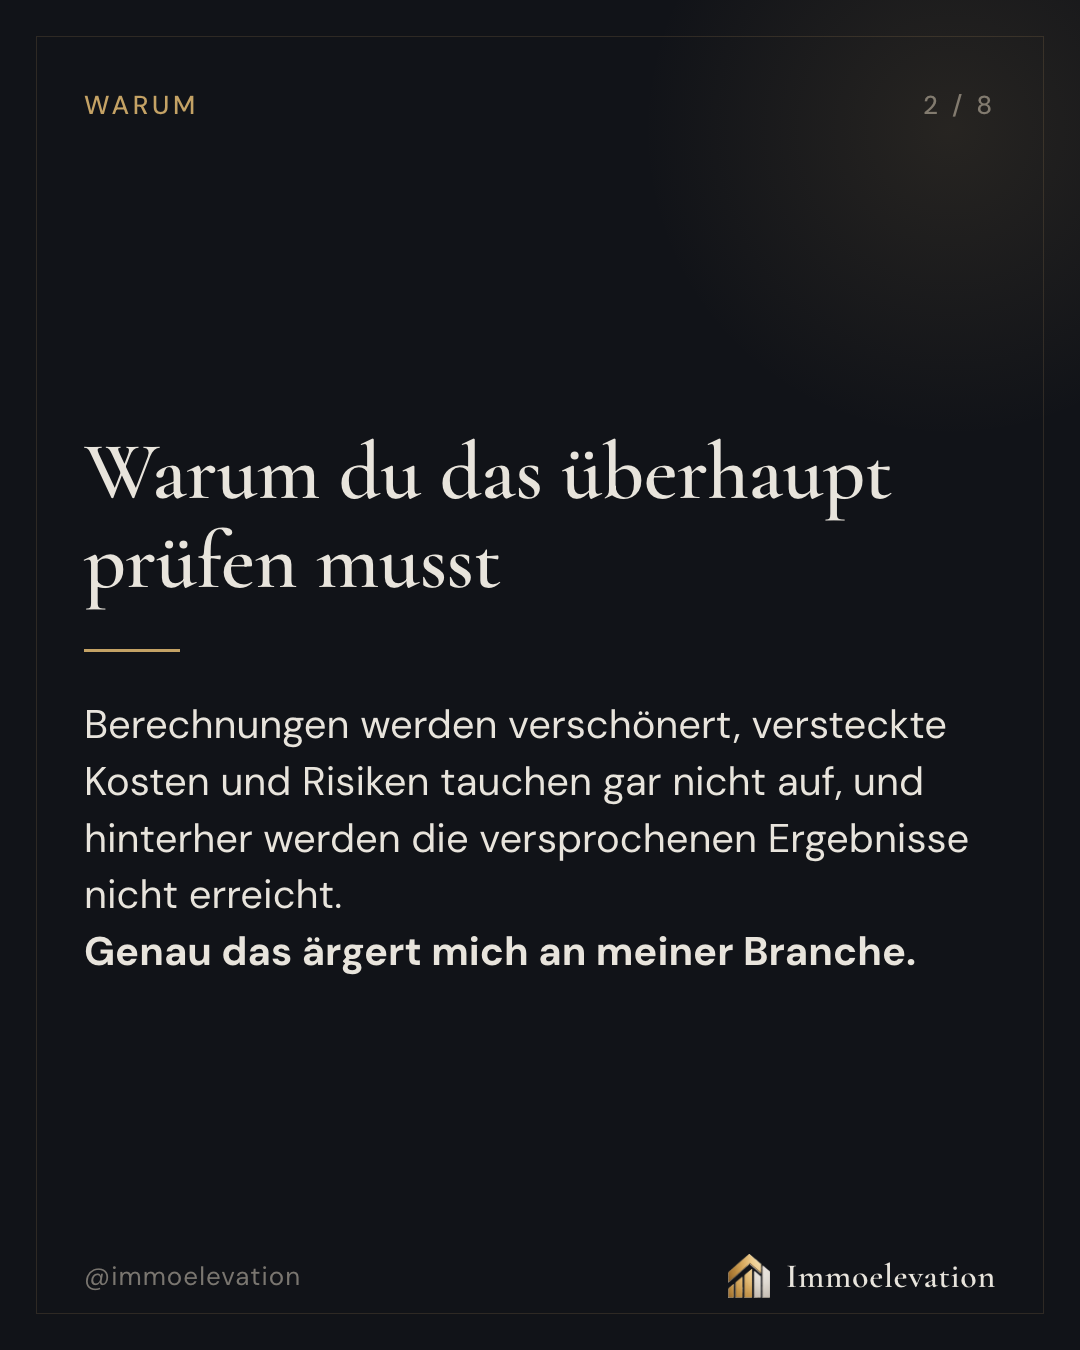 WARUM
2 / 8
Warum du das überhaupt
prüfen musst
Berechnungen werden verschönert, versteckte
Kosten und Risiken tauchen gar nicht auf, und
hinterher werden die versprochenen Ergebnisse
nicht erreicht.
Genau das ärgert mich an meiner Branche.
@immoelevation
Immoelevation